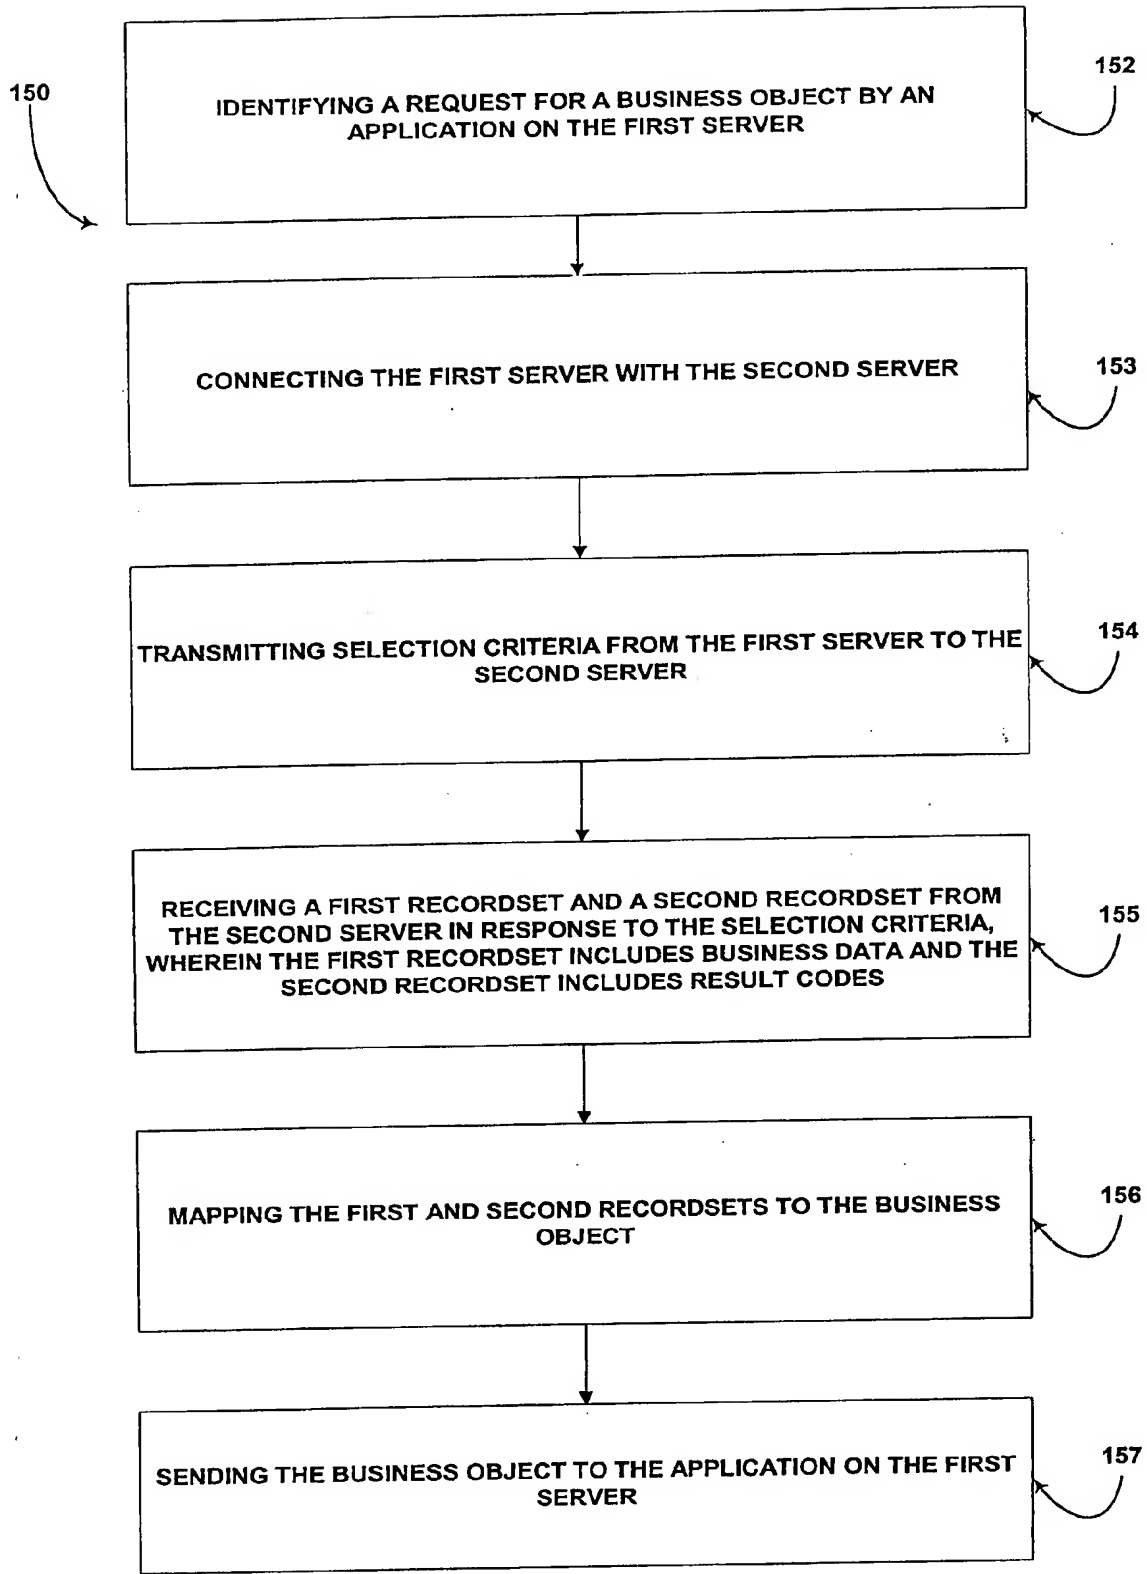 150
IDENTIFYING A REQUEST FOR A BUSINESS OBJECT BY AN
APPLICATION ON THE FIRST SERVER
152
CONNECTING THE FIRST SERVER WITH THE SECOND SERVER
153
TRANSMITTING SELECTION CRITERIA FROM THE FIRST SERVER TO THE
SECOND SERVER
154
RECEIVING A FIRST RECORDSET AND A SECOND RECORDSET FROM
THE SECOND SERVER IN RESPONSE TO THE SELECTION CRITERIA,
WHEREIN THE FIRST RECORDSET INCLUDES BUSINESS DATA AND THE
SECOND RECORDSET INCLUDES RESULT CODES
155
MAPPING THE FIRST AND SECOND RECORDSETS TO THE BUSINESS
OBJECT
156
SENDING THE BUSINESS OBJECT TO THE APPLICATION ON THE FIRST
SERVER
157